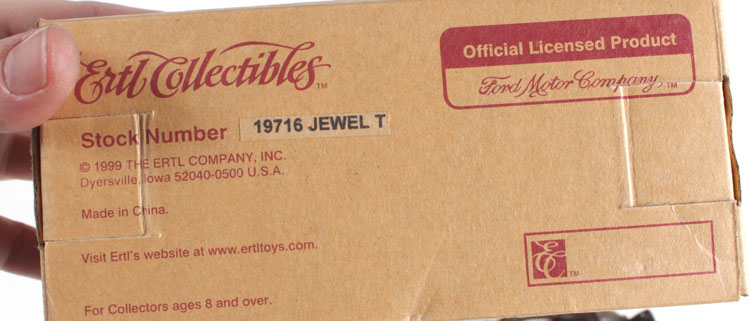 Ertl Collectibles™
Official Licensed Product
Ford Motor Company™
Stock Number 19716 JEWEL T
© 1999 THE ERTL COMPANY, INC.
Dyersville, Iowa 52040-0500 U.S.A.
Made in China.
Visit Ertl's website at www.ertltoys.com.
EC™
For Collectors ages 8 and over.